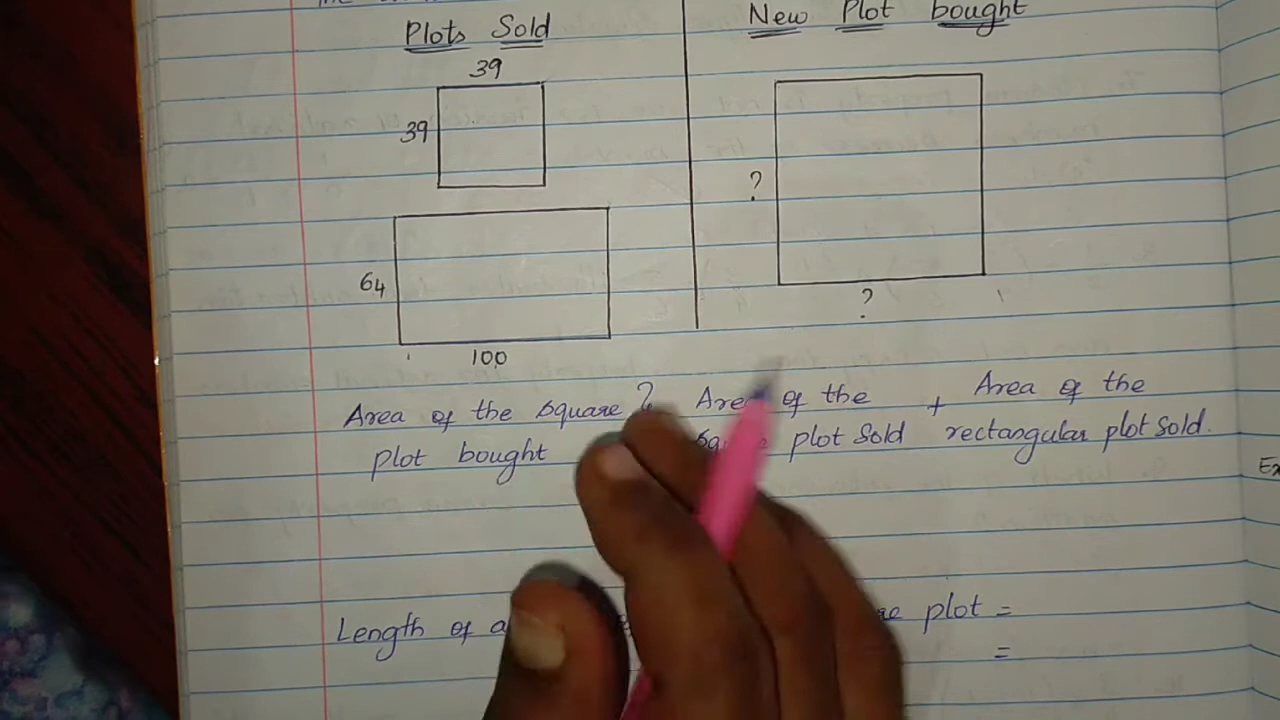 Plots Sold
New Plot bought
39
39
?
64
?
100
Area of the square } Area of the + Area of the
plot bought plot sold rectangular plot sold.
Ex
Length of a plot =
=